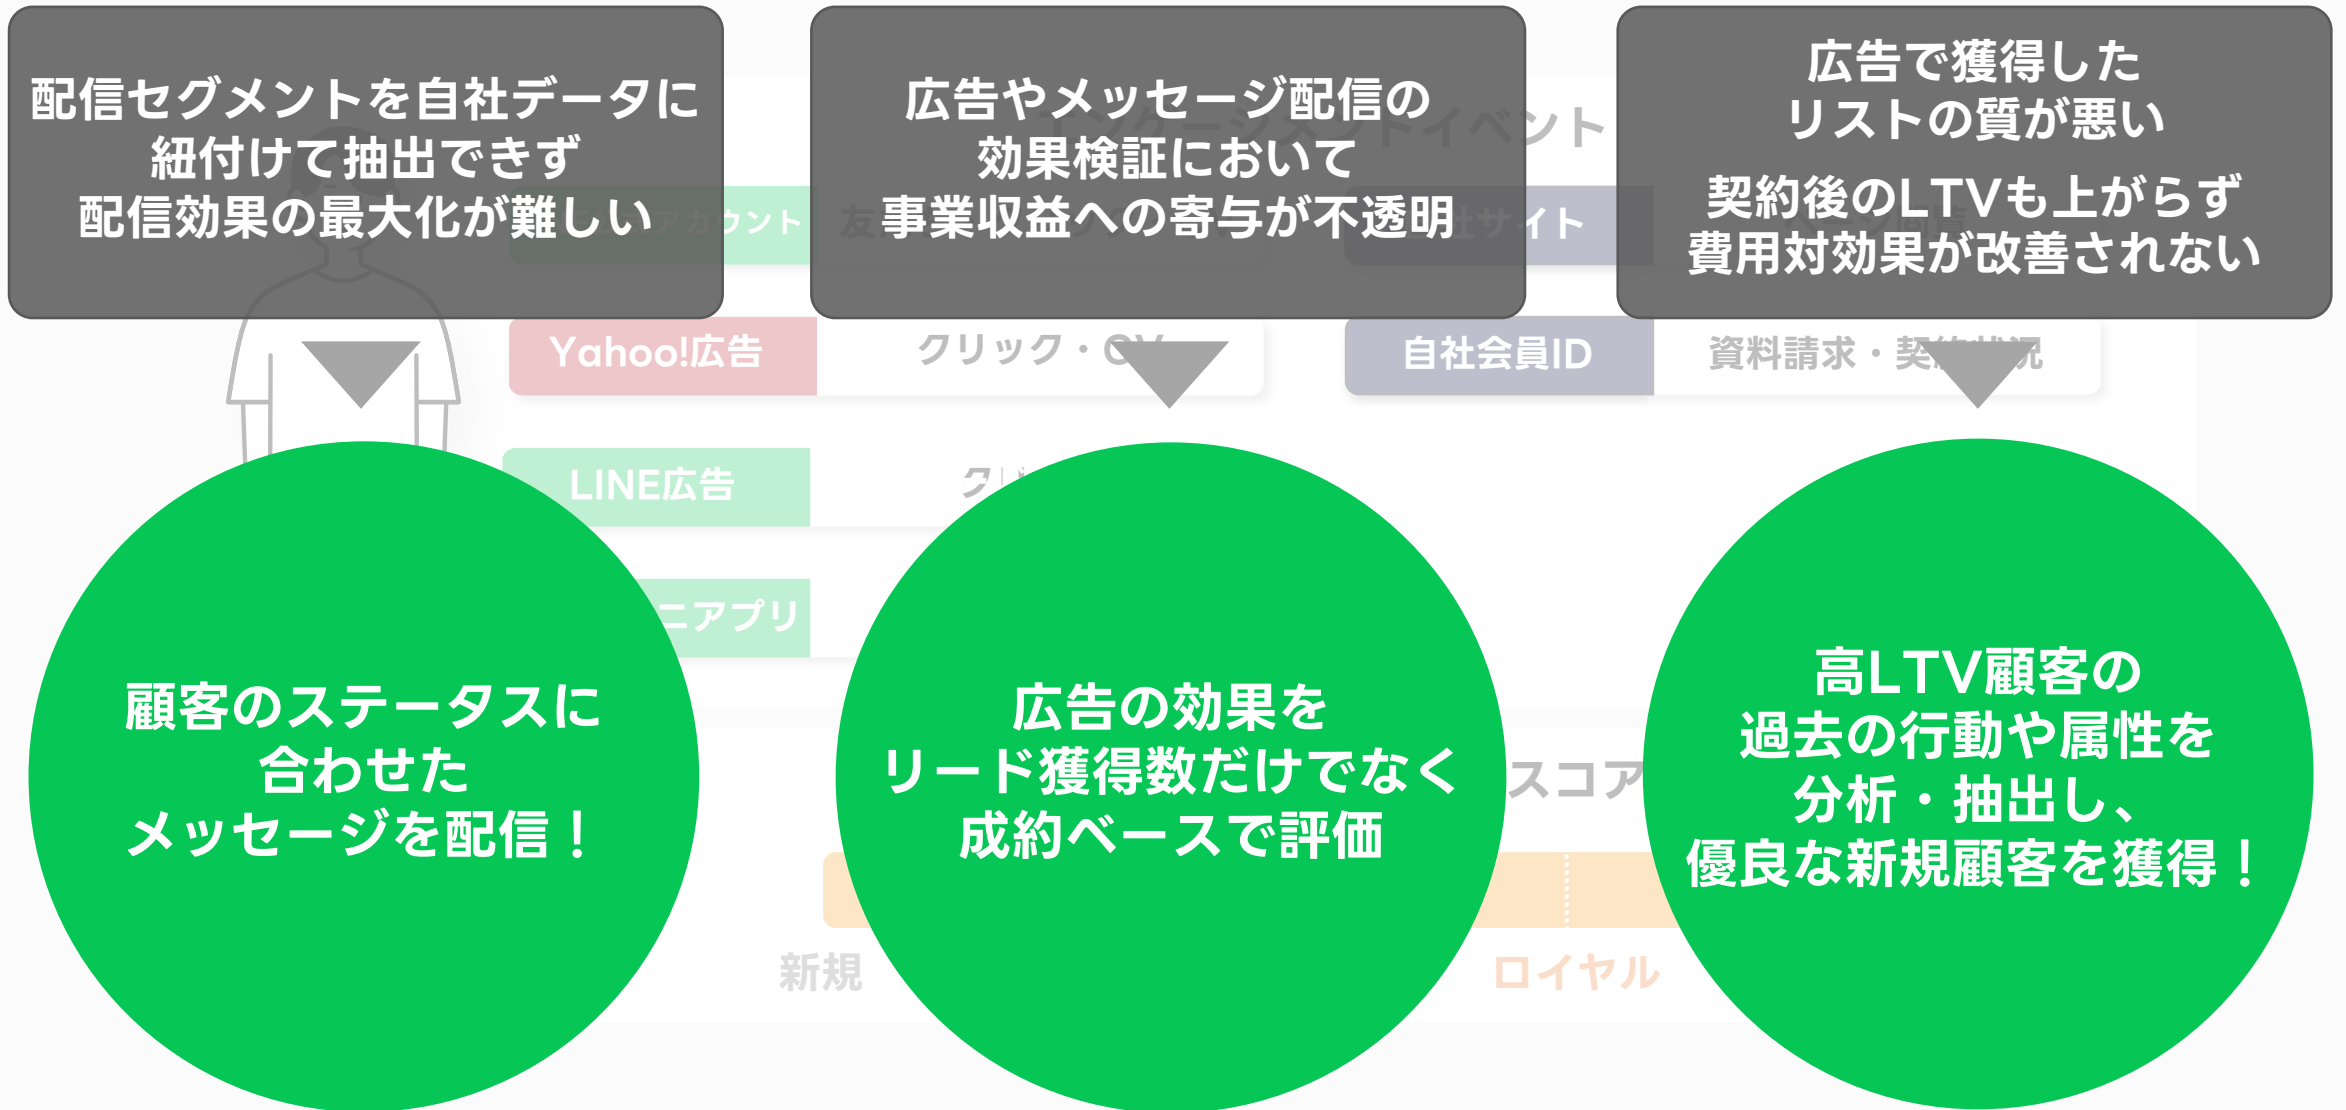 配信セグメントを自社データに
紐付けて抽出できず
配信効果の最大化が難しい
広告やメッセージ配信の
効果検証において
事業収益への寄与が不透明
広告で獲得した
リストの質が悪い
契約後のLTVも上がらず
費用対効果が改善されない
Yahoo!広告
クリック・CV
自社会員ID
資料請求・契約状況
LINE広告
顧客のステータスに
合わせた
メッセージを配信！
広告の効果を
リード獲得数だけでなく
成約ベースで評価
高LTV顧客の
過去の行動や属性を
分析・抽出し、
優良な新規顧客を獲得！
スコア
新規
ロイヤル